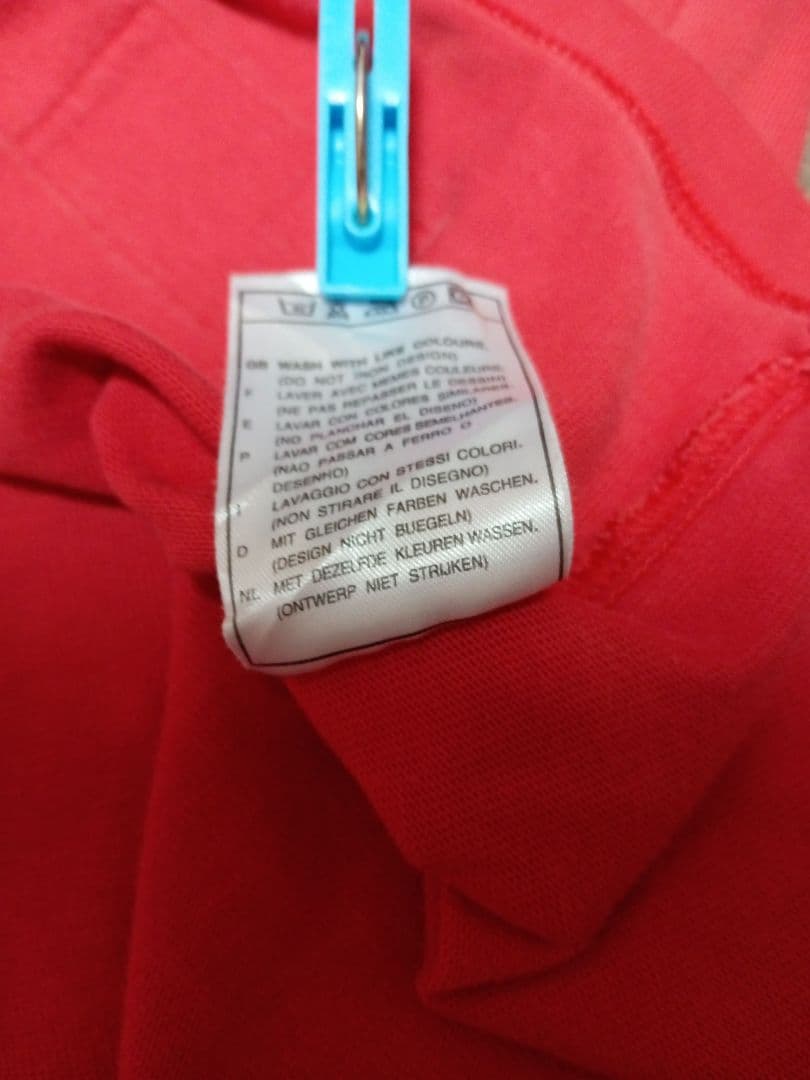 GB WASH WITH LIKE COLOURS.
(DO NOT IRON DESIGN)
F LAVER AVEC MEMES COULEURS.
(NE PAS REPASSER LE DESSIN)
E LAVAR CON COLORES SIMILARES.
(NO PLANCHAR EL DISENO)
P LAVAR COM CORES SEMELHANTES.
(NAO PASSAR A FERRO O
DESENHO)
I LAVAGGIO CON STESSI COLORI.
(NON STIRARE IL DISEGNO)
D MIT GLEICHEN FARBEN WASCHEN.
(DESIGN NICHT BUEGELN)
NL MET DEZELFDE KLEUREN WASSEN.
(ONTWERP NIET STRIJKEN)